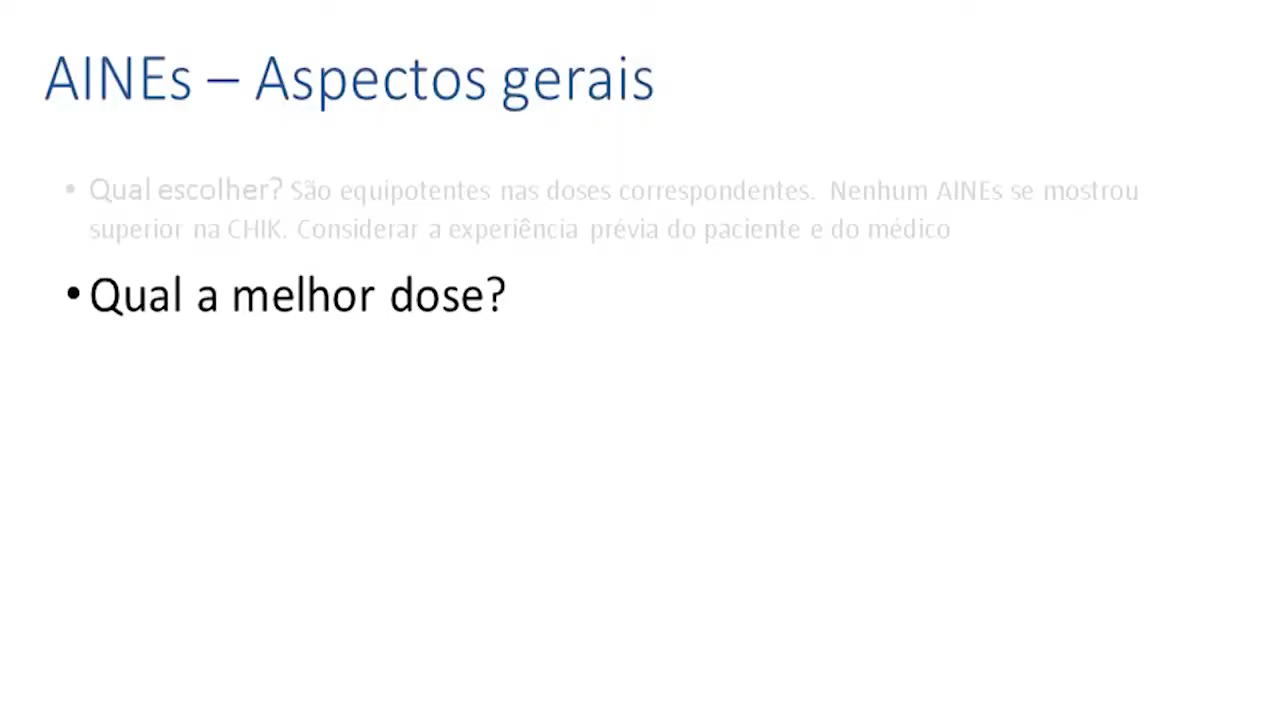 AINEs – Aspectos gerais
• Qual escolher? São equipotentes nas doses correspondentes. Nenhum AINEs se mostrou
superior na CHIK. Considerar a experiência prévia do paciente e do médico
• Qual a melhor dose?